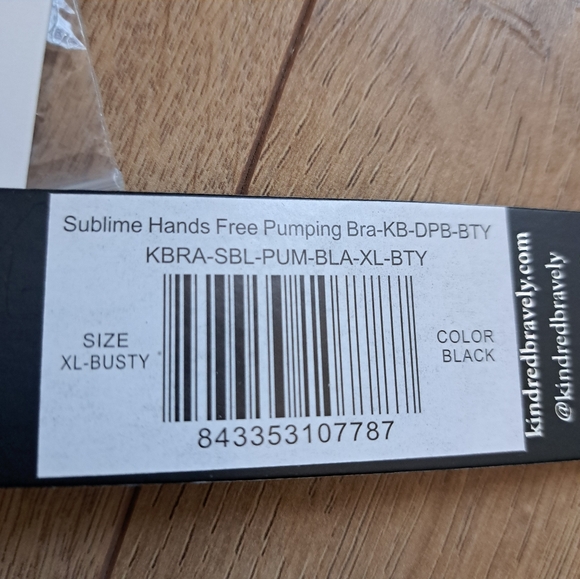 Sublime Hands Free Pumping Bra-KB-DPB-BTY
KBRA-SBL-PUM-BLA-XL-BTY
SIZE
XL-BUSTY
COLOR
BLACK
843353107787
kindredbravely.com
@kindredbravely